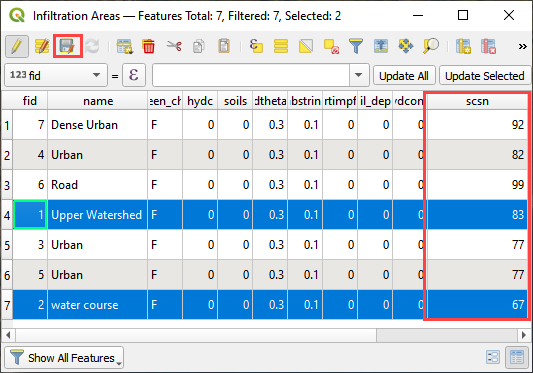 Infiltration Areas — Features Total: 7, Filtered: 7, Selected: 2
»
123 fid = ε Update All Update Selected
fid name een_ch hydc soils dtheta bstrin rtimpf il_dep dcon scsn
1 7 Dense Urban F 0 0 0.3 0.1 0 0 0 92
2 4 Urban F 0 0 0.3 0.1 0 0 0 82
3 6 Road F 0 0 0.3 0.1 0 0 0 99
4 1 Upper Watershed F 0 0 0.3 0.1 0 0 0 83
5 3 Urban F 0 0 0.3 0.1 0 0 0 77
6 5 Urban F 0 0 0.3 0.1 0 0 0 77
7 2 water course F 0 0 0.3 0.1 0 0 0 67
Show All Features